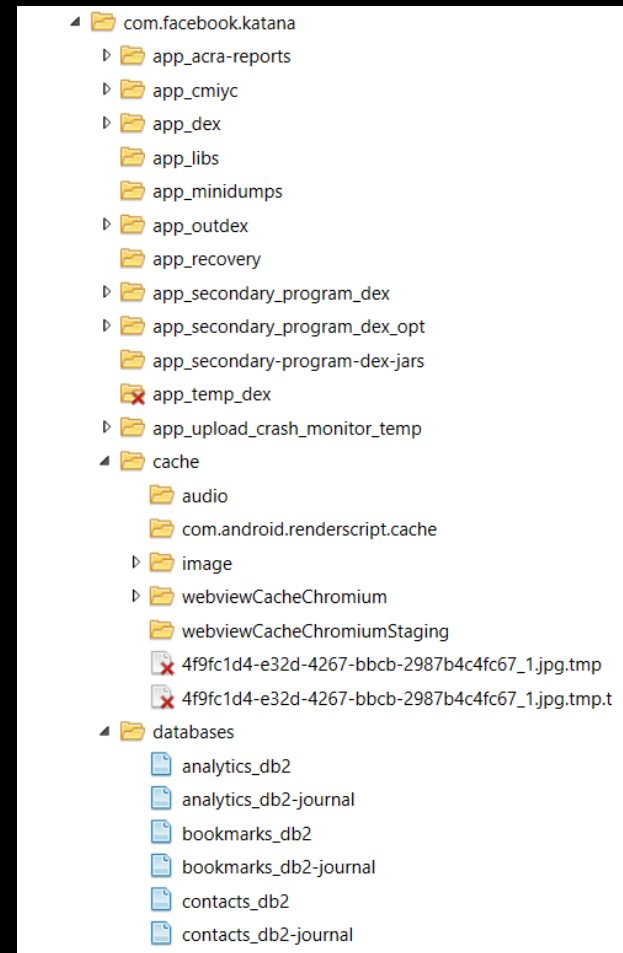 com.facebook.katana
app_acra-reports
app_cmiyc
app_dex
app_libs
app_minidumps
app_outdex
app_recovery
app_secondary_program_dex
app_secondary_program_dex_opt
app_secondary-program-dex-jars
app_temp_dex
app_upload_crash_monitor_temp
cache
audio
com.android.renderscript.cache
image
webviewCacheChromium
webviewCacheChromiumStaging
4f9fc1d4-e32d-4267-bbcb-2987b4c4fc67_1.jpg.tmp
4f9fc1d4-e32d-4267-bbcb-2987b4c4fc67_1.jpg.tmp.t
databases
analytics_db2
analytics_db2-journal
bookmarks_db2
bookmarks_db2-journal
contacts_db2
contacts_db2-journal